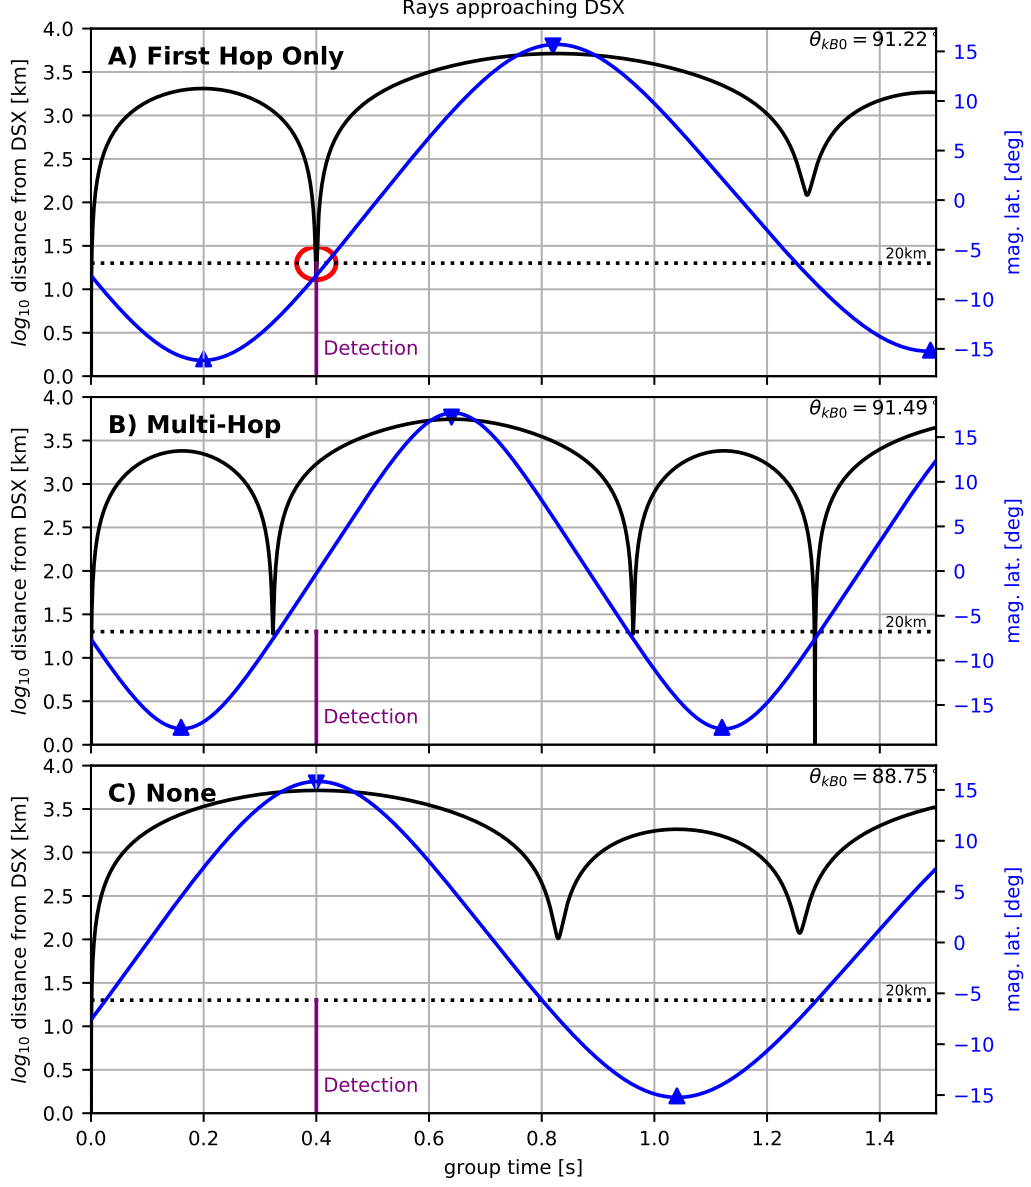 Rays approaching DSX
A) First Hop Only
θkB0 = 91.22°
log10 distance from DSX [km]
4.0
3.5
3.0
2.5
2.0
1.5
1.0
0.5
0.0
20km
Detection
15
10
5
0
−5
−10
−15
mag. lat. [deg]
B) Multi-Hop
θkB0 = 91.49°
log10 distance from DSX [km]
4.0
3.5
3.0
2.5
2.0
1.5
1.0
0.5
0.0
20km
Detection
15
10
5
0
−5
−10
−15
mag. lat. [deg]
C) None
θkB0 = 88.75°
log10 distance from DSX [km]
4.0
3.5
3.0
2.5
2.0
1.5
1.0
0.5
0.0
20km
Detection
15
10
5
0
−5
−10
−15
mag. lat. [deg]
0.0 0.2 0.4 0.6 0.8 1.0 1.2 1.4
group time [s]